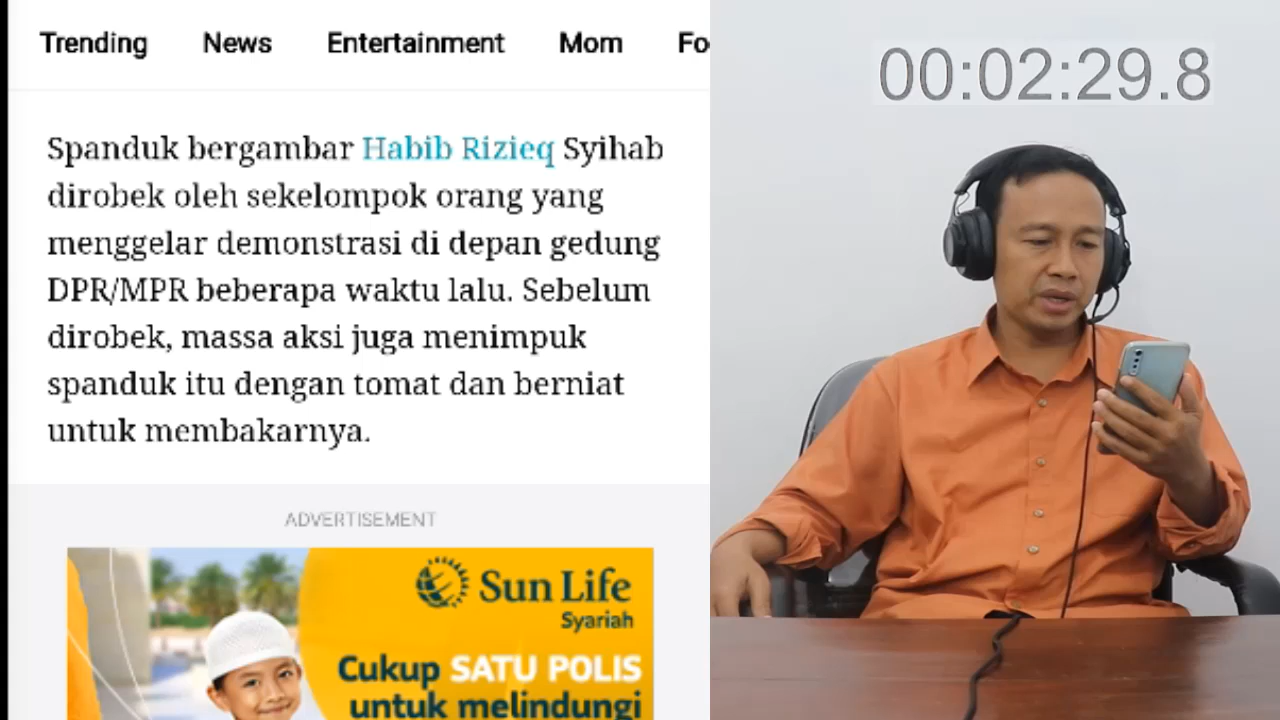 Trending News Entertainment Mom Fo
00:02:29.8
Spanduk bergambar Habib Rizieq Syihab
dirobek oleh sekelompok orang yang
menggelar demonstrasi di depan gedung
DPR/MPR beberapa waktu lalu. Sebelum
dirobek, massa aksi juga menimpuk
spanduk itu dengan tomat dan berniat
untuk membakarnya.
ADVERTISEMENT
Sun Life
Syariah
Cukup SATU POLIS
untuk melindungi